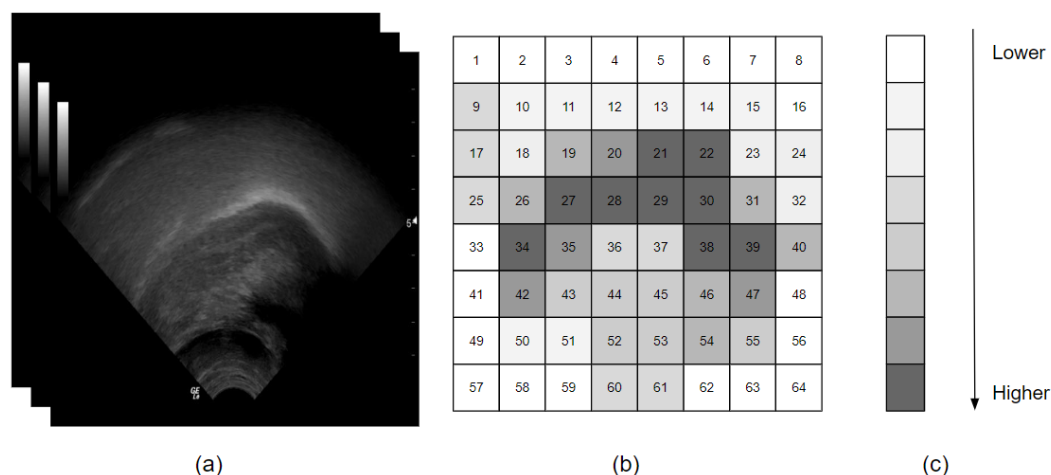 5
GE
L
1 2 3 4 5 6 7 8
9 10 11 12 13 14 15 16
17 18 19 20 21 22 23 24
25 26 27 28 29 30 31 32
33 34 35 36 37 38 39 40
41 42 43 44 45 46 47 48
49 50 51 52 53 54 55 56
57 58 59 60 61 62 63 64
Lower
Higher
(a) (b) (c)